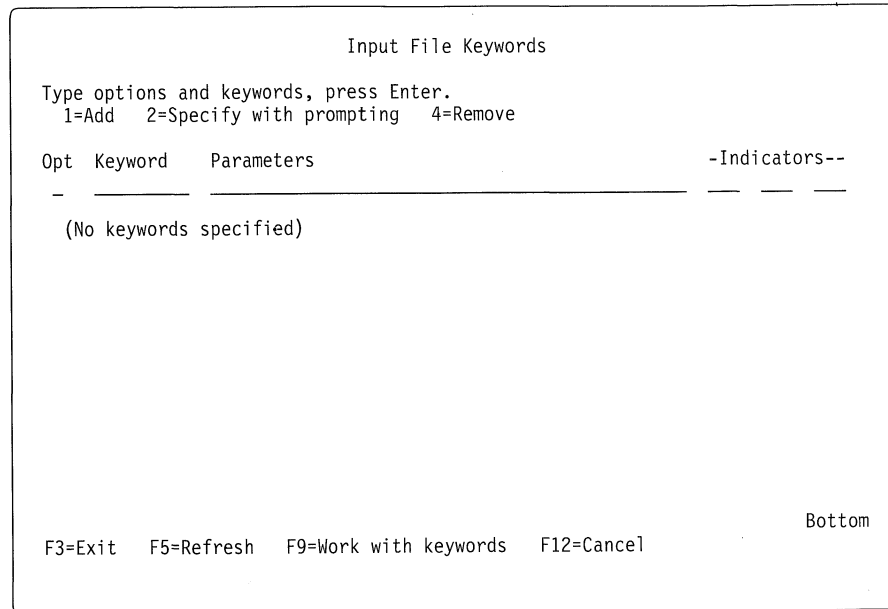 Input File Keywords
Type options and keywords, press Enter.
1=Add 2=Specify with prompting 4=Remove
Opt Keyword Parameters -Indicators--
(No keywords specified)
Bottom
F3=Exit F5=Refresh F9=Work with keywords F12=Cancel